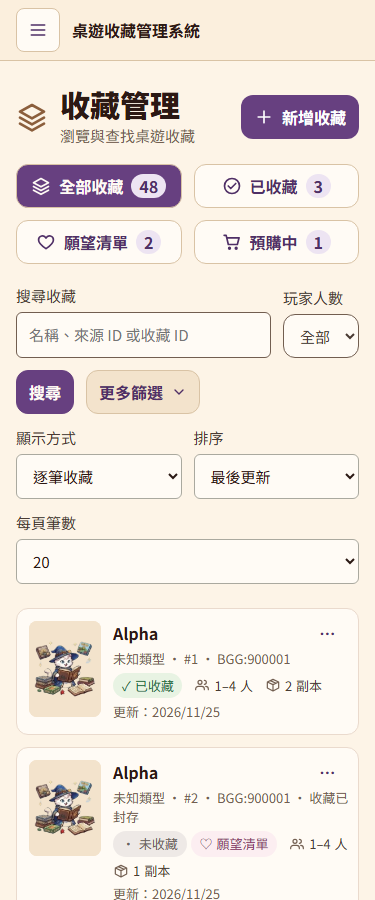 桌遊收藏管理系統
收藏管理
瀏覽與查找桌遊收藏
新增收藏
全部收藏 48
已收藏 3
願望清單 2
預購中 1
搜尋收藏
玩家人數
名稱、來源 ID 或收藏 ID
全部
搜尋
更多篩選
顯示方式
排序
逐筆收藏
最後更新
每頁筆數
20
Alpha
未知類型 · #1 · BGG:900001
✓ 已收藏 1–4 人 2 副本
更新：2026/11/25
Alpha
未知類型 · #2 · BGG:900001 · 收藏已
封存
· 未收藏 ♡ 願望清單 1–4 人
1 副本
更新：2026/11/25